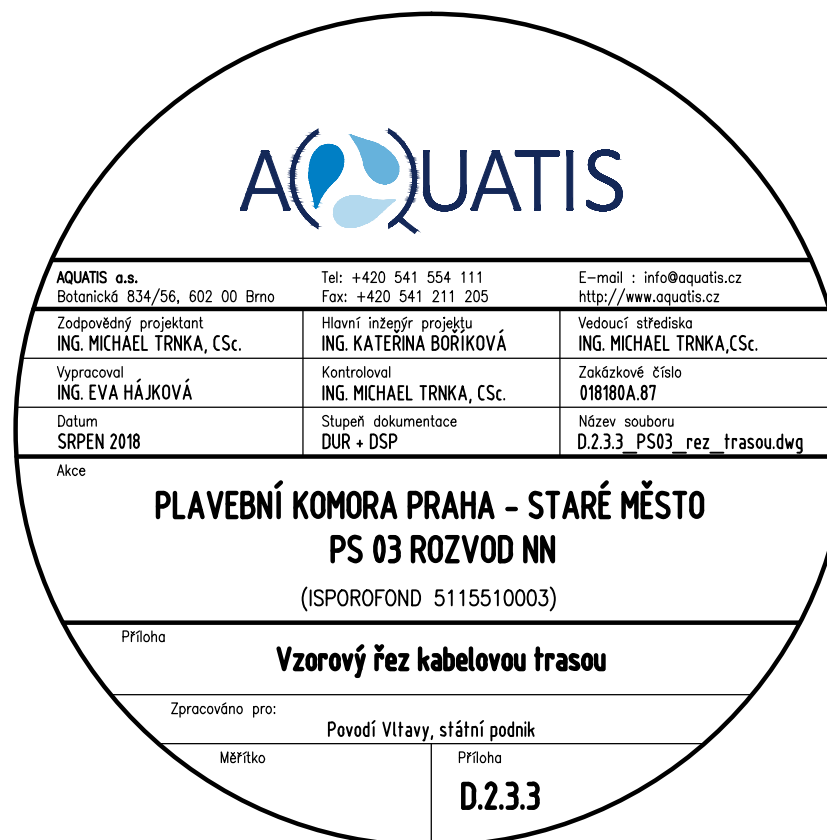 AQUATIS
AQUATIS a.s.
Botanická 834/56, 602 00 Brno
Tel: +420 541 554 111
Fax: +420 541 211 205
E-mail : info@aquatis.cz
http://www.aquatis.cz
Zodpovědný projektant
ING. MICHAEL TRNKA, CSc.
Hlavní inženýr projektu
ING. KATEŘINA BOŘÍKOVÁ
Vedoucí střediska
ING. MICHAEL TRNKA,CSc.
Vypracoval
ING. EVA HÁJKOVÁ
Kontroloval
ING. MICHAEL TRNKA, CSc.
Zakázkové číslo
018180A.87
Datum
SRPEN 2018
Stupeň dokumentace
DUR + DSP
Název souboru
D.2.3.3_PS03_rez_trasou.dwg
Akce
PLAVEBNÍ KOMORA PRAHA - STARÉ MĚSTO
PS 03 ROZVOD NN
(ISPOROFOND 5115510003)
Příloha
Vzorový řez kabelovou trasou
Zpracováno pro:
Povodí Vltavy, státní podnik
Měřítko
Příloha
D.2.3.3